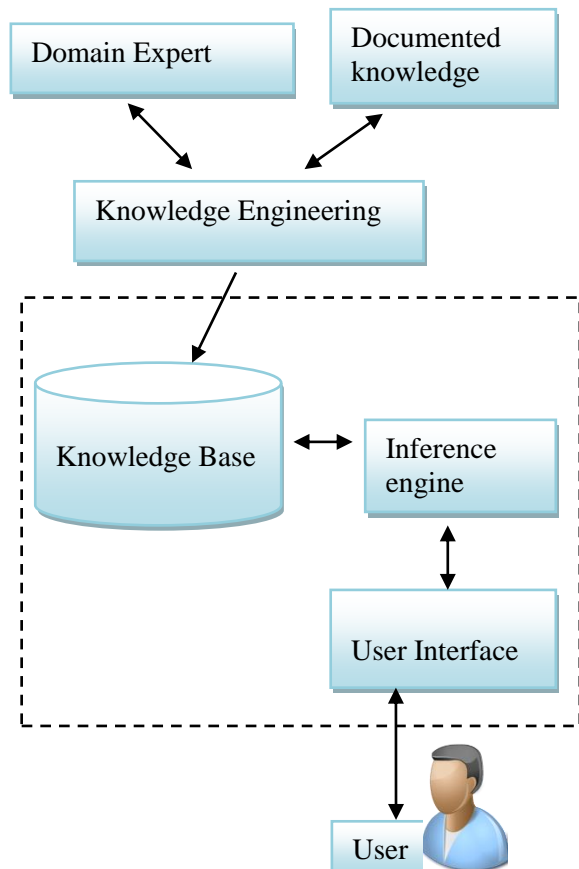 Domain Expert
Documented
knowledge
Knowledge Engineering
Knowledge Base
Inference
engine
User Interface
User